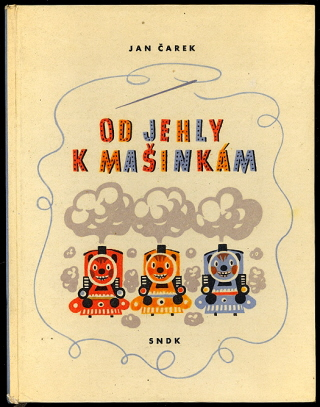 JAN ČAREK
OD JEHLY
K MAŠINKÁM
SNDK